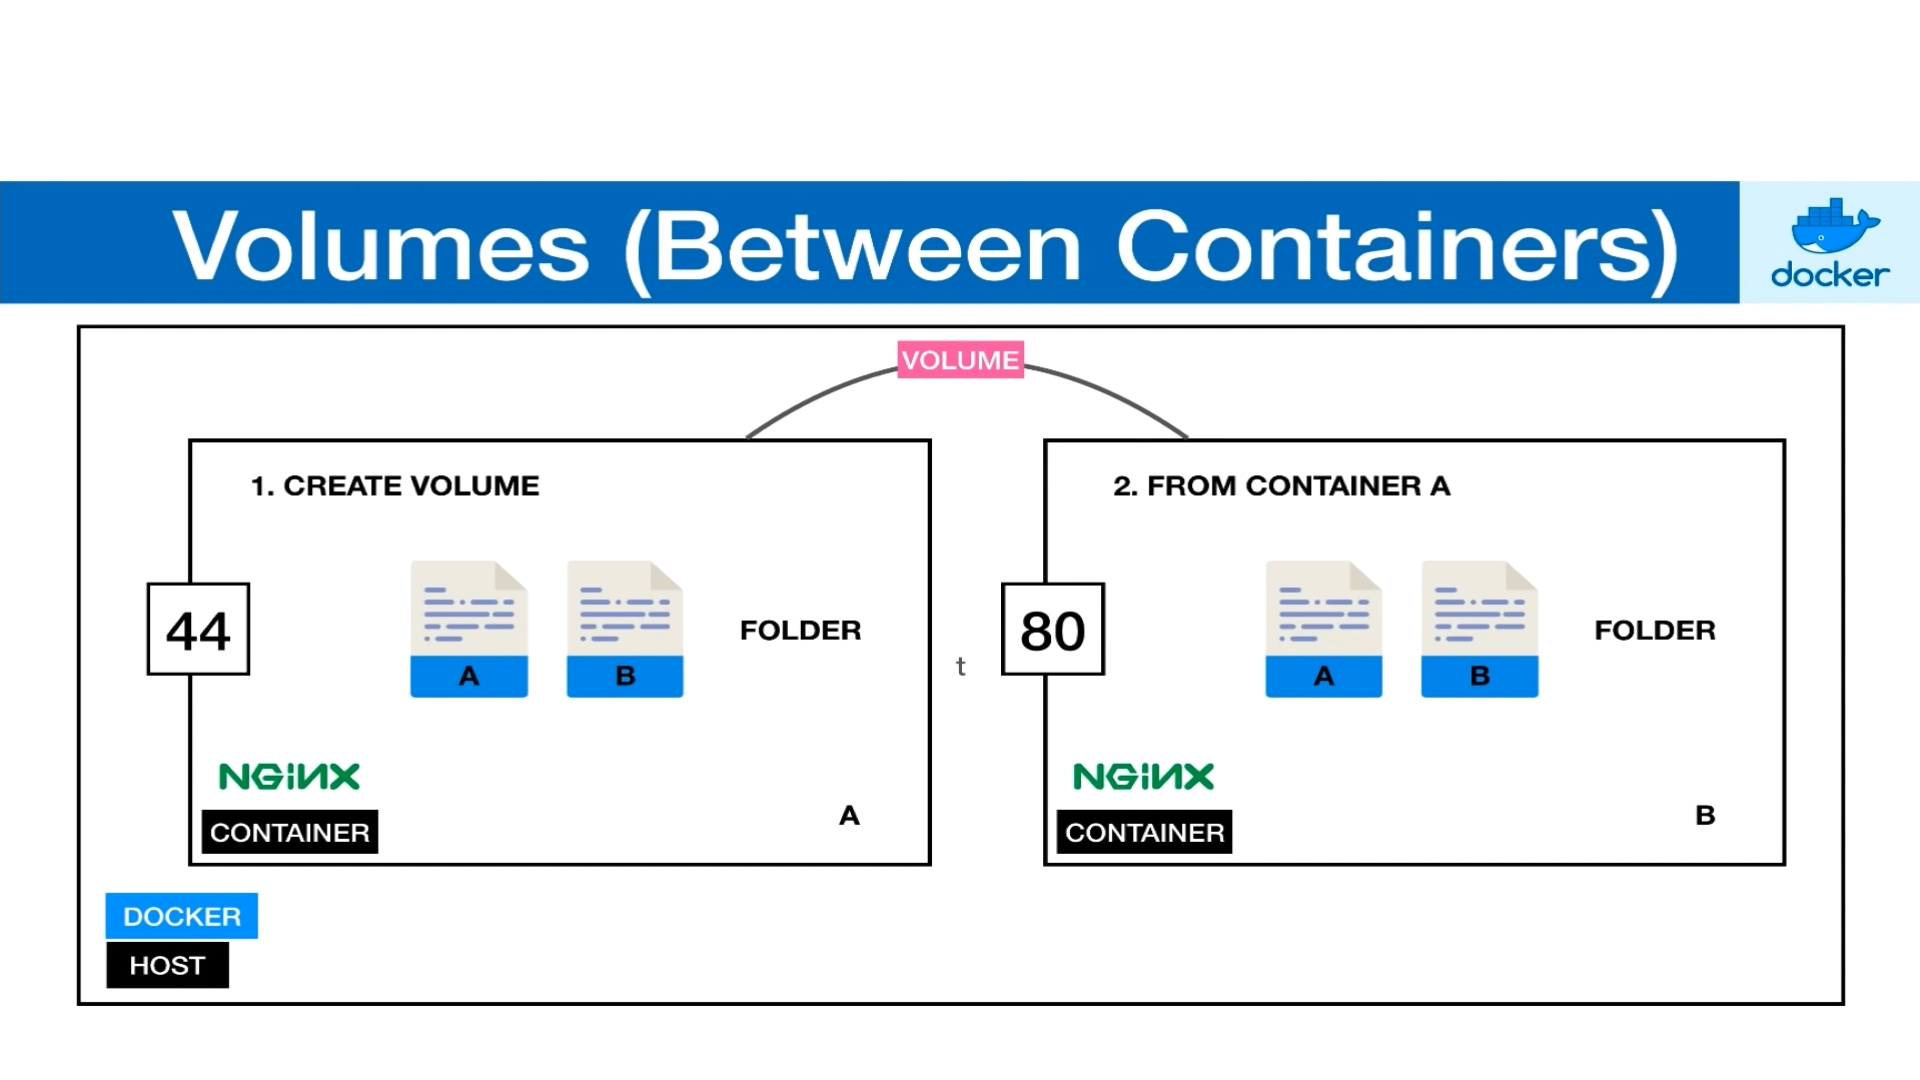 Volumes (Between Containers)
docker
VOLUME
1. CREATE VOLUME
2. FROM CONTAINER A
44
A
B
FOLDER
t
80
A
B
FOLDER
NGiNX
CONTAINER
A
NGiNX
CONTAINER
B
DOCKER
HOST